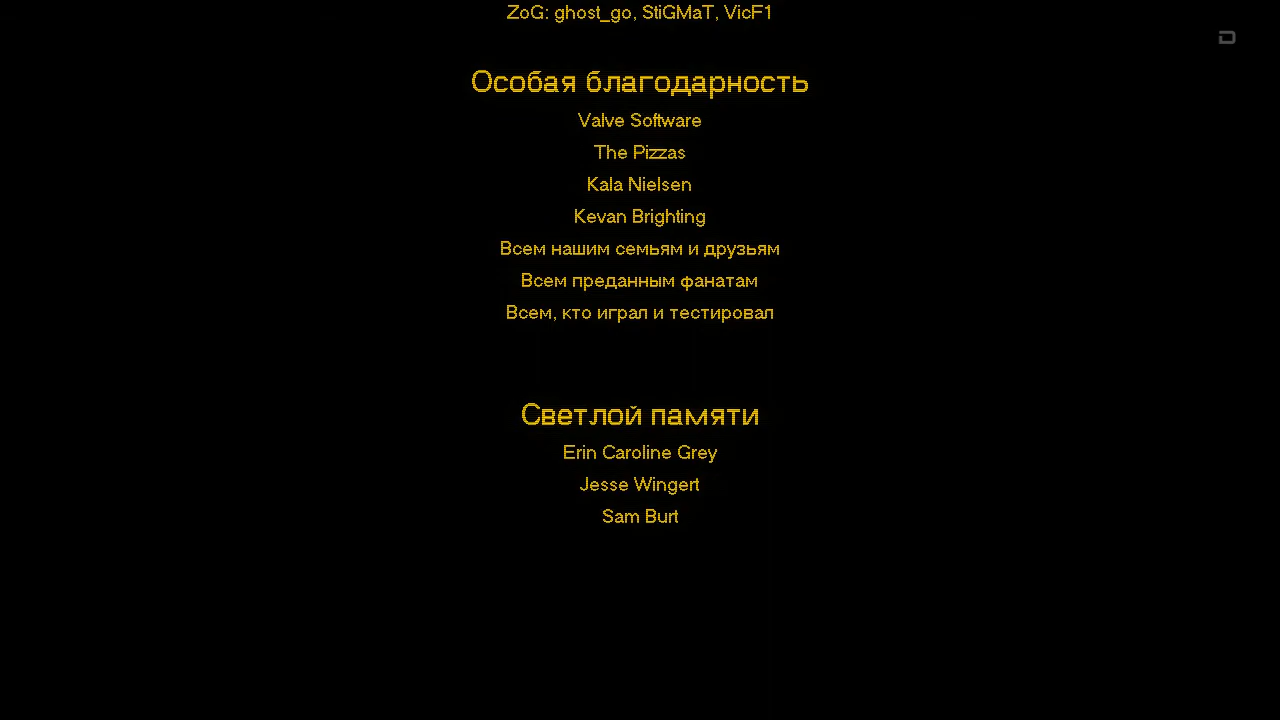 ZoG: ghost_go, StiGMaT, VicF1
Особая благодарность
Valve Software
The Pizzas
Kala Nielsen
Kevan Brighting
Всем нашим семьям и друзьям
Всем преданным фанатам
Всем, кто играл и тестировал
Светлой памяти
Erin Caroline Grey
Jesse Wingert
Sam Burt